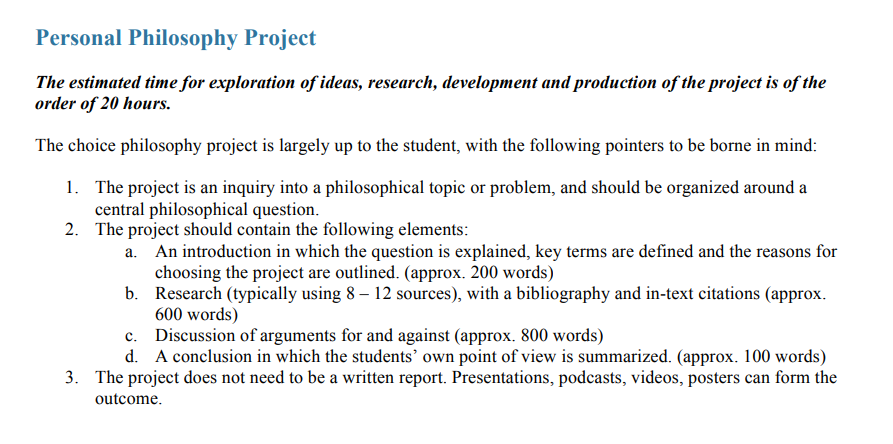 Personal Philosophy Project
The estimated time for exploration of ideas, research, development and production of the project is of the
order of 20 hours.
The choice philosophy project is largely up to the student, with the following pointers to be borne in mind:
1. The project is an inquiry into a philosophical topic or problem, and should be organized around a
central philosophical question.
2. The project should contain the following elements:
a. An introduction in which the question is explained, key terms are defined and the reasons for
choosing the project are outlined. (approx. 200 words)
b. Research (typically using 8 – 12 sources), with a bibliography and in-text citations (approx.
600 words)
c. Discussion of arguments for and against (approx. 800 words)
d. A conclusion in which the students' own point of view is summarized. (approx. 100 words)
3. The project does not need to be a written report. Presentations, podcasts, videos, posters can form the
outcome.